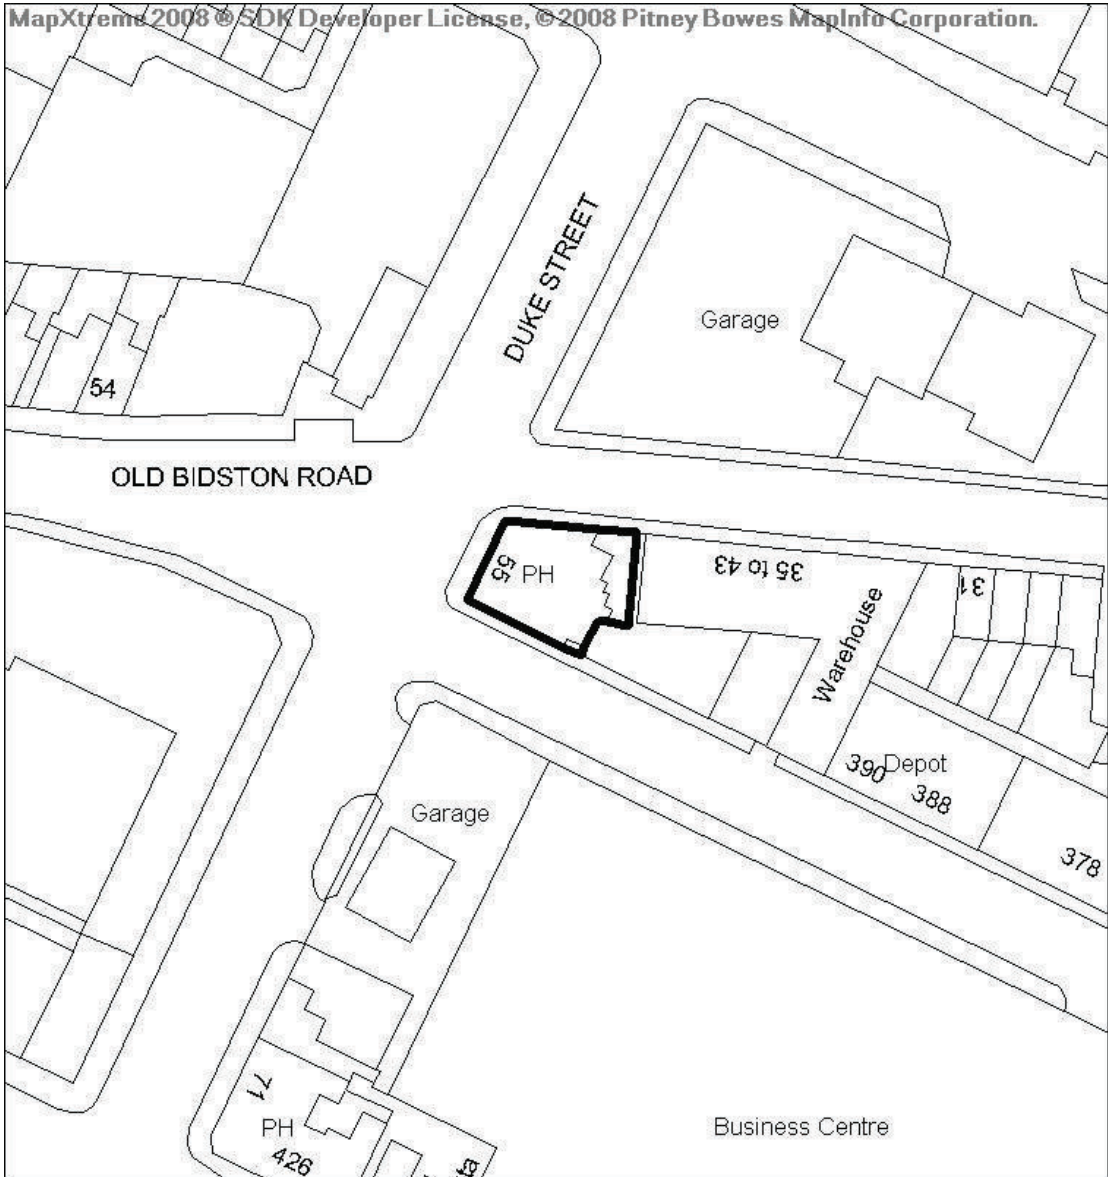 MapXtreme 2008 ® SDK Developer License, © 2008 Pitney Bowes MapInfo Corporation.
DUKE STREET
Garage
54
OLD BIDSTON ROAD
55
PH
35 to 43
31
Warehouse
390
Depot
388
378
Garage
71
PH
426
Business Centre
ta